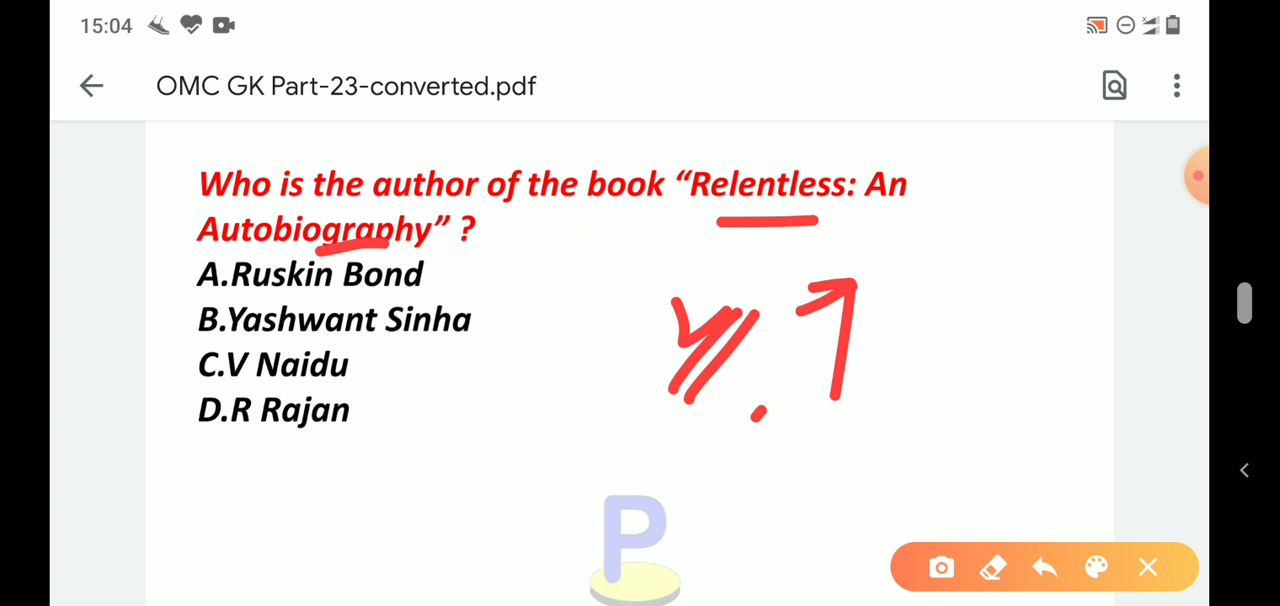 15:04
OMC GK Part-23-converted.pdf
Who is the author of the book “Relentless: An
Autobiography” ?
A.Ruskin Bond
B.Yashwant Sinha
C.V Naidu
D.R Rajan
P